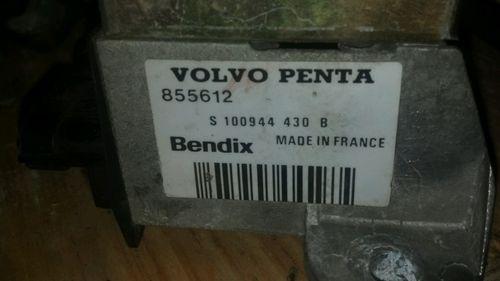 VOLVO PENTA
855612
S 100944 430 B
Bendix MADE IN FRANCE